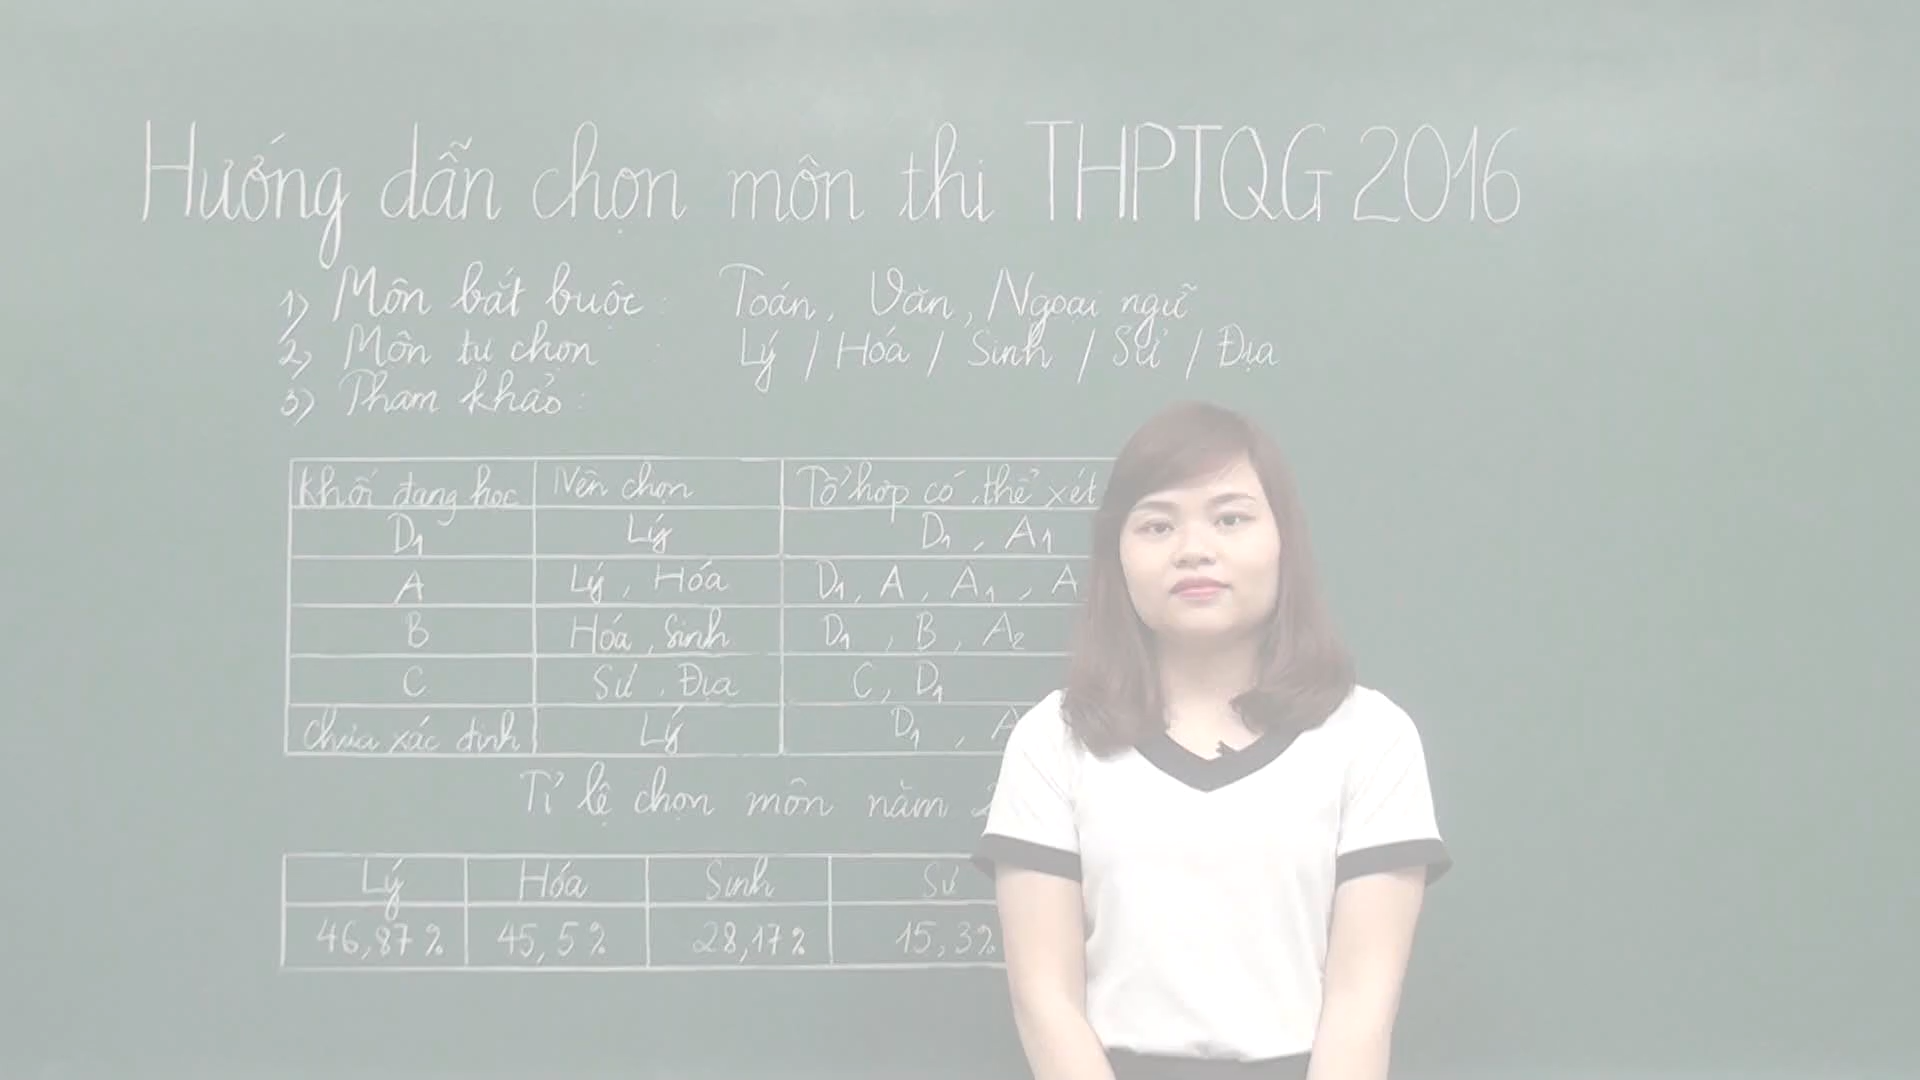 Hướng dẫn chọn môn thi THPTQG 2016
1) Môn bắt buộc : Toán, Văn, Ngoại ngữ
2) Môn tự chọn : Lý / Hóa / Sinh / Sử / Địa
3) Tham khảo :
Khối đang học Nên chọn Tổ hợp có thể xét
D1 Lý D1, A1
A Lý, Hóa D1, A, A1, A
B Hóa, Sinh D1, B, A2
C Sử, Địa C, D1
Chưa xác định Lý D1, A
Tỉ lệ chọn môn năm 2
Lý Hóa Sinh Sử
46,87% 45,5% 28,17% 15,3%